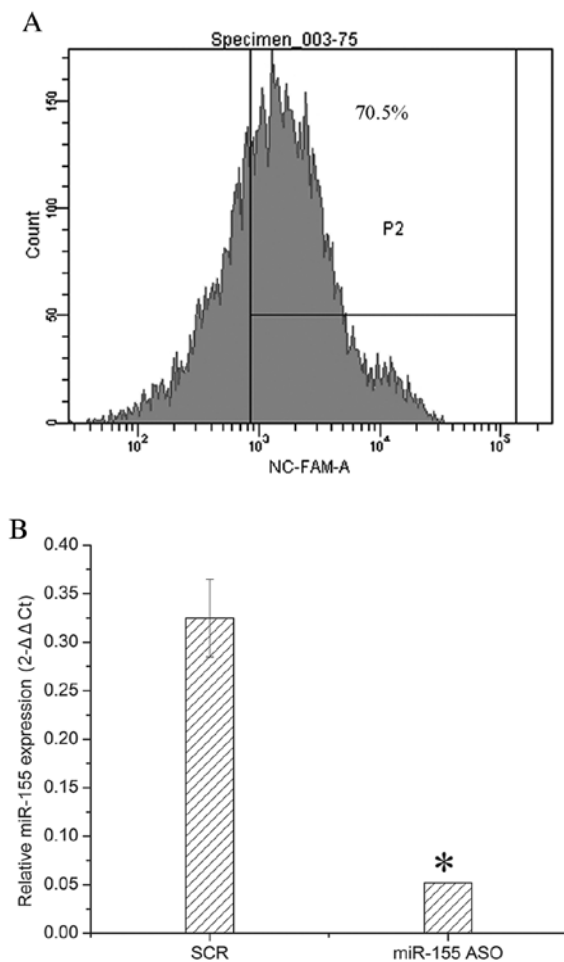 A
Specimen_003-75
150
100
50
0
Count
70.5%
P2
10² 10³ 10⁴ 10⁵
NC-FAM-A
B
0.40
0.35
0.30
0.25
0.20
0.15
0.10
0.05
0.00
Relative miR-155 expression (2-ΔΔCt)
*
SCR miR-155 ASO